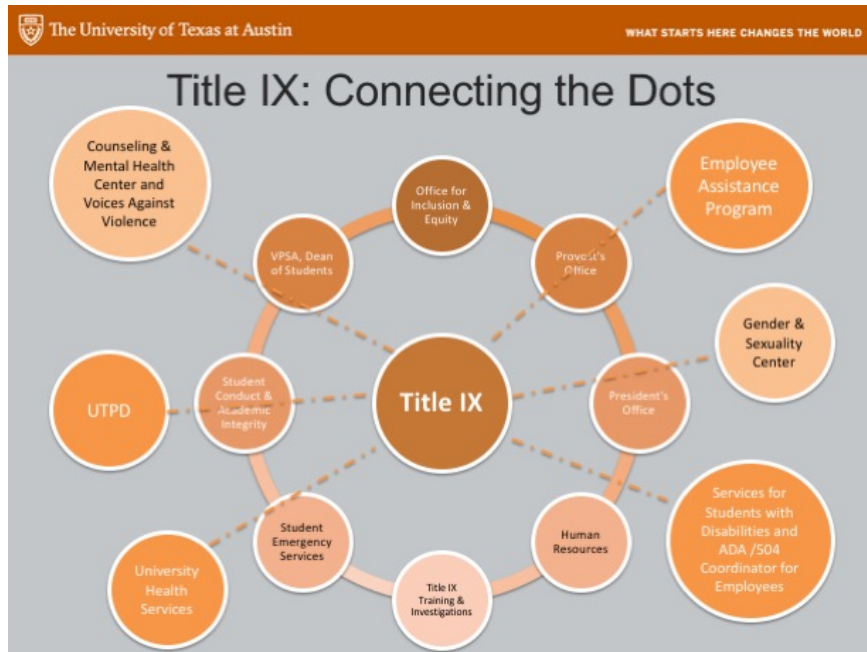 The University of Texas at Austin
WHAT STARTS HERE CHANGES THE WORLD
Title IX: Connecting the Dots
Counseling &
Mental Health
Center and
Voices Against
Violence
Office for
Inclusion &
Equity
Employee
Assistance
Program
VPSA, Dean
of Students
Provost's
Office
Gender &
Sexuality
Center
UTPD
Student
Conduct &
Academic
Integrity
Title IX
President's
Office
Student
Emergency
Services
Human
Resources
Services for
Students with
Disabilities and
ADA /504
Coordinator for
Employees
University
Health
Services
Title IX
Training &
Investigations